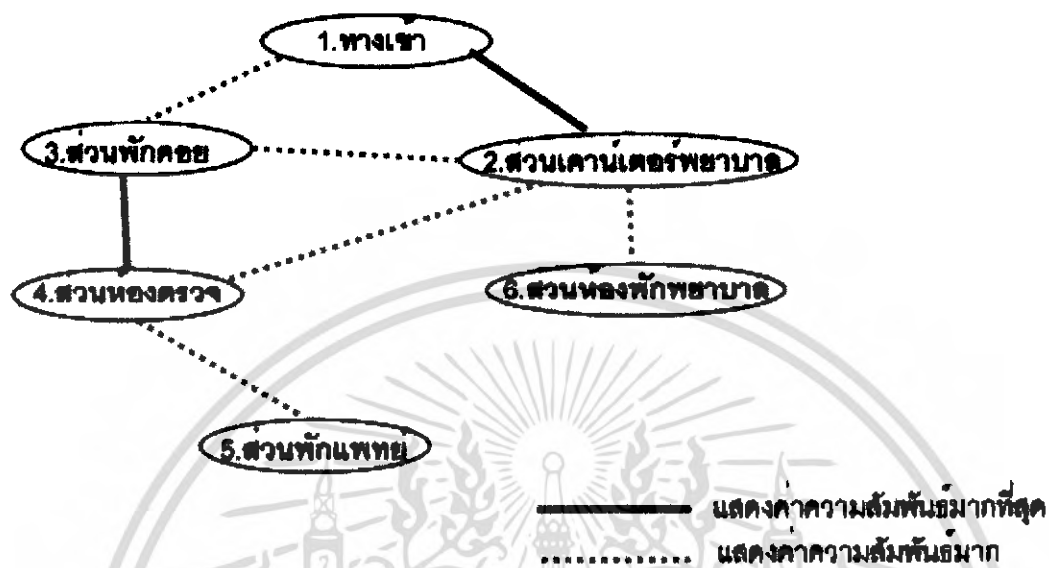 1.ทางเข้า
3.ส่วนพักคอย
2.ส่วนเคาน์เตอร์พยาบาล
4.ส่วนห้องตรวจ
6.ส่วนห้องพักพยาบาล
5.ส่วนพักแพทย์
แสดงค่าความสัมพันธ์มากที่สุด
แสดงค่าความสัมพันธ์มาก